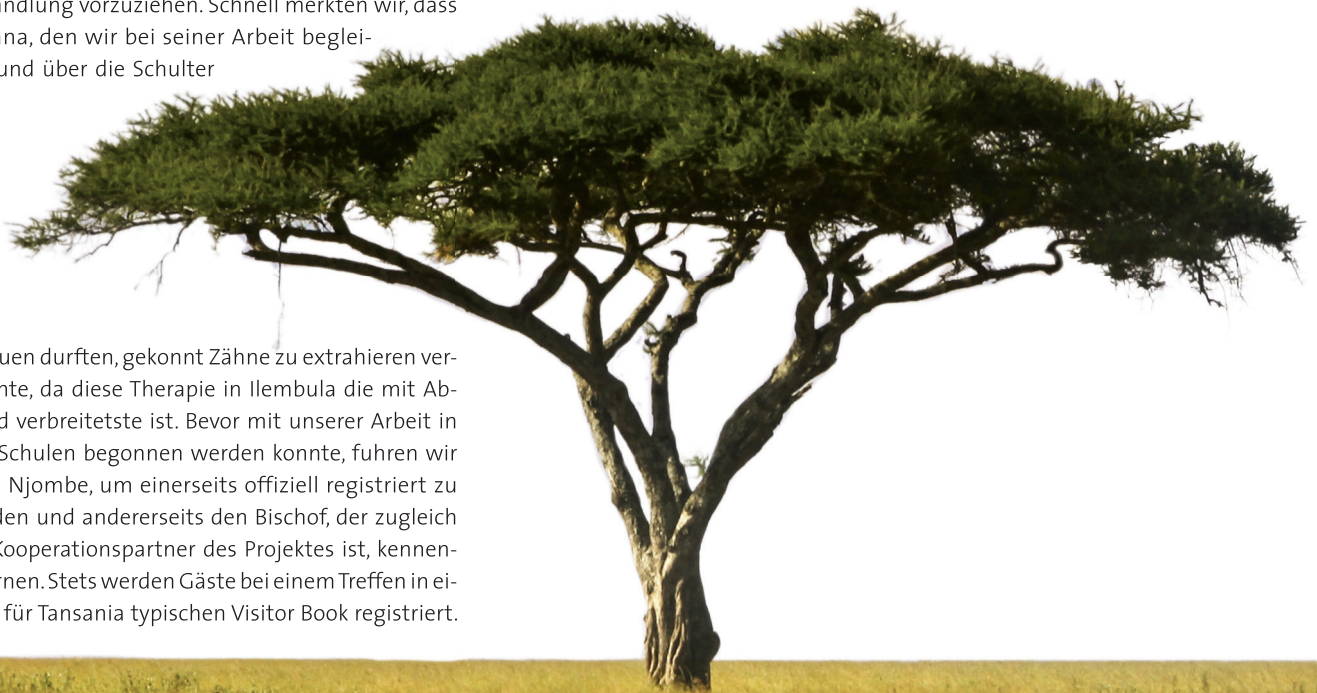 ndlung vorzuziehen. Schnell merkten wir, dass
na, den wir bei seiner Arbeit beglei-
und über die Schulter
uen durften, gekonnt Zähne zu extrahieren ver-
nte, da diese Therapie in Ilembula die mit Ab-
d verbreitetste ist. Bevor mit unserer Arbeit in
Schulen begonnen werden konnte, fuhren wir
Njombe, um einerseits offiziell registriert zu
den und andererseits den Bischof, der zugleich
Kooperationspartner des Projektes ist, kennen-
rnen. Stets werden Gäste bei einem Treffen in ei-
für Tansania typischen Visitor Book registriert.